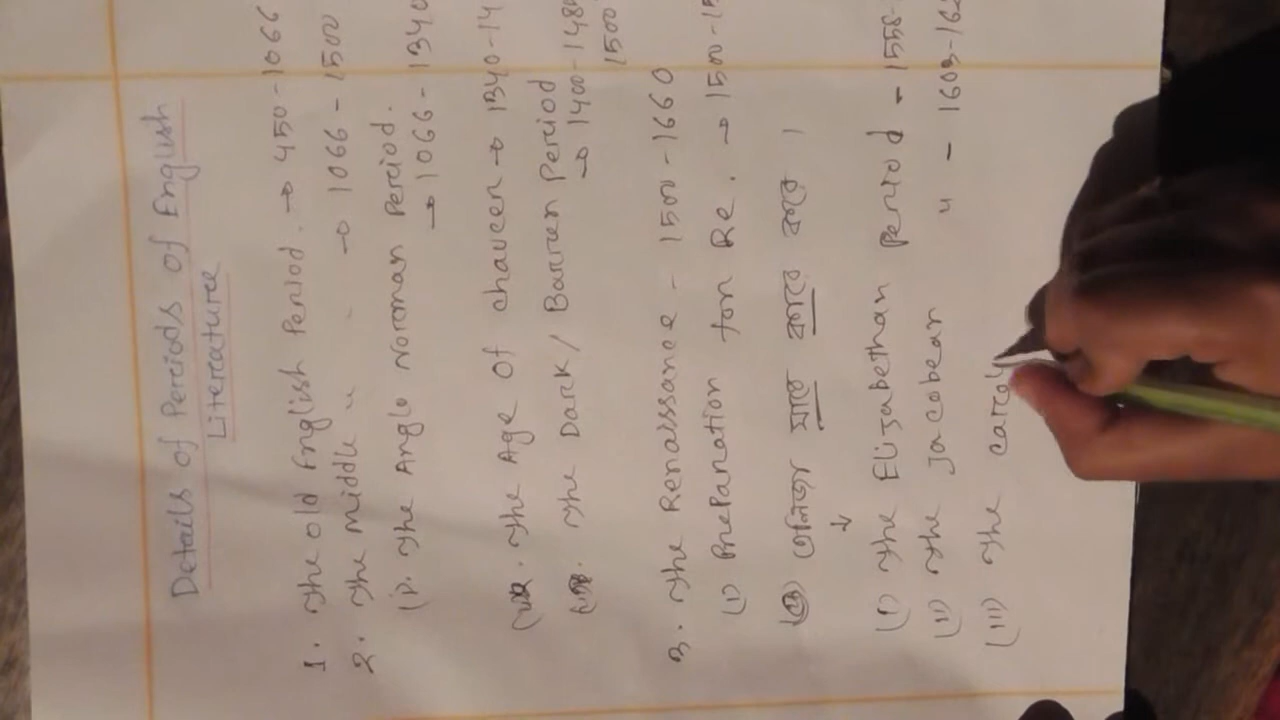 Details of Periods of English
Literature
1. The old English Period. → 450-1066
2. The middle " - → 1066 - 1500
(i). The Anglo Norman Period.
→ 1066 - 1340
The Age of chaucer → 1340-14
The Dark/ Barren Period
→ 1400-148
1500
3. The Renaissance - 1500-1660
(i) Preparation for Re. → 1500-15
এলিজা যাকে কাকে করে ।
↓
(i) The Elizabethan Period - 1558-
(ii) The Jacobean " - 1603-162
(iii) The carol